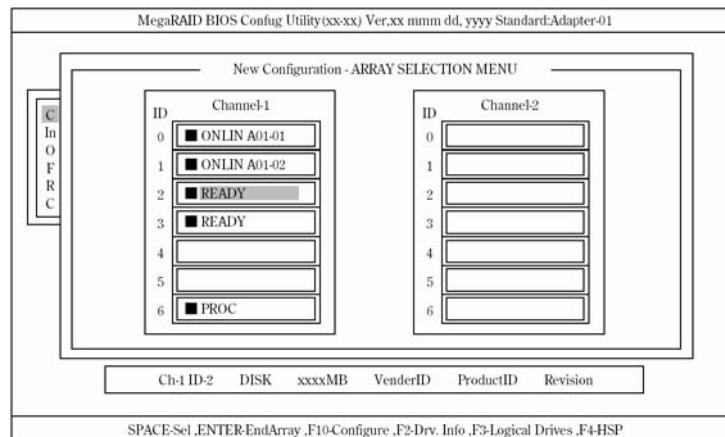 MegaRAID BIOS Confug Utility(xx-xx) Ver,xx mmm dd, yyyy Standard:Adapter-01
New Configuration - ARRAY SELECTION MENU
C
In
O
F
R
C
ID Channel-1
0 ONLIN A01-01
1 ONLIN A01-02
2 READY
3 READY
4
5
6 PROC
ID Channel-2
0
1
2
3
4
5
6
Ch-1 ID-2 DISK xxxxMB VenderID ProductID Revision
SPACE-Sel ,ENTER-EndArray ,F10-Configure ,F2-Drv. Info ,F3-Logical Drives ,F4-HSP